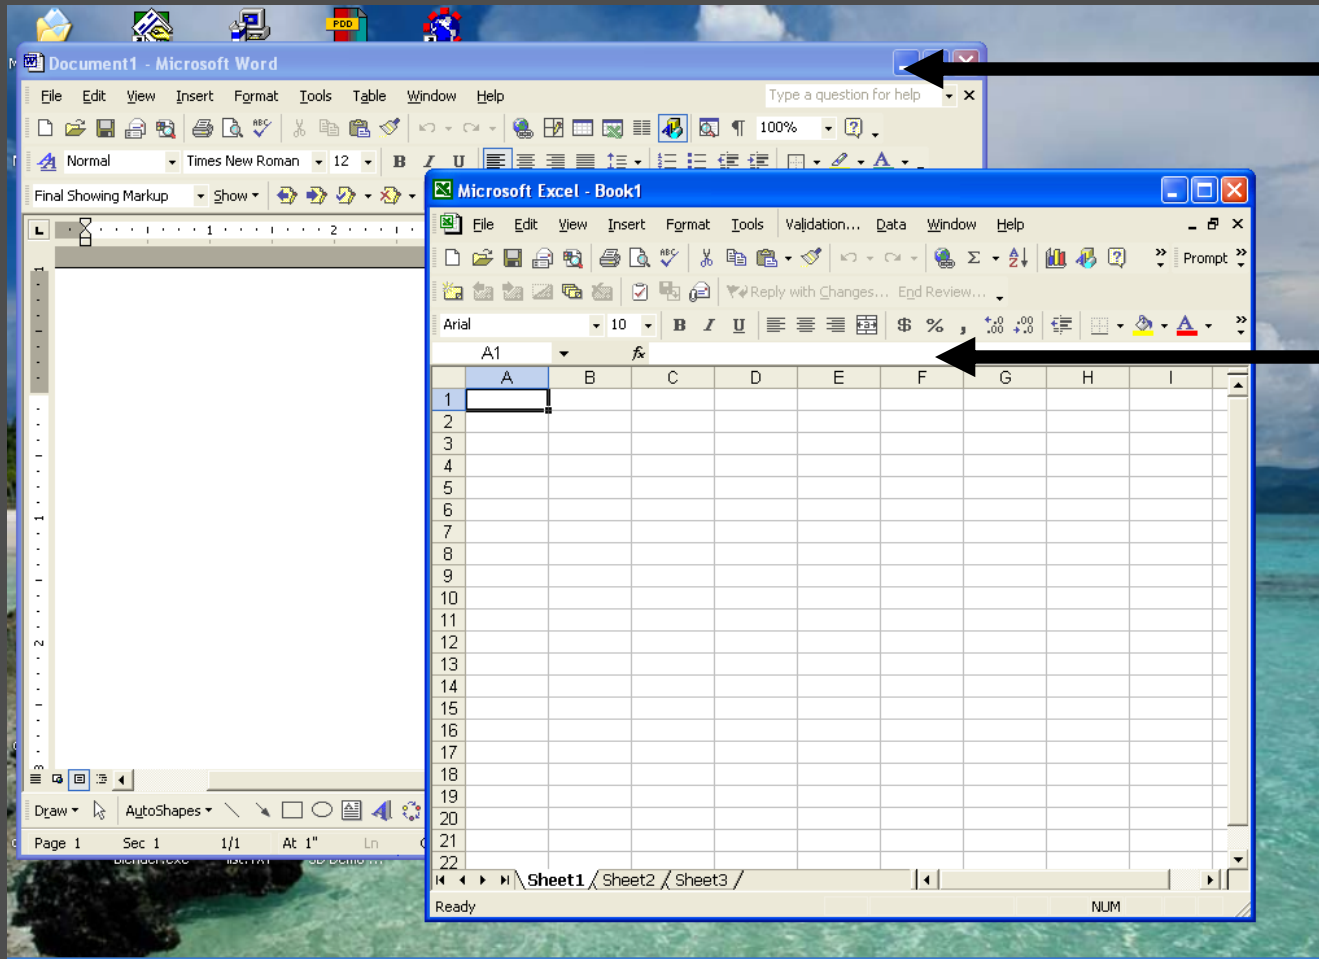 PDD
Document1 - Microsoft Word
File Edit View Insert Format Tools Table Window Help Type a question for help
100%
Normal Times New Roman 12 B I U
Final Showing Markup Show
1 2
Draw AutoShapes
Page 1 Sec 1 1/1 At 1" Ln
Microsoft Excel - Book1
File Edit View Insert Format Tools Validation... Data Window Help
Prompt
Reply with Changes... End Review...
Arial 10 B I U $ % ,
A1 fx
A B C D E F G H I
1
2
3
4
5
6
7
8
9
10
11
12
13
14
15
16
17
18
19
20
21
22
Sheet1 Sheet2 Sheet3
Ready NUM